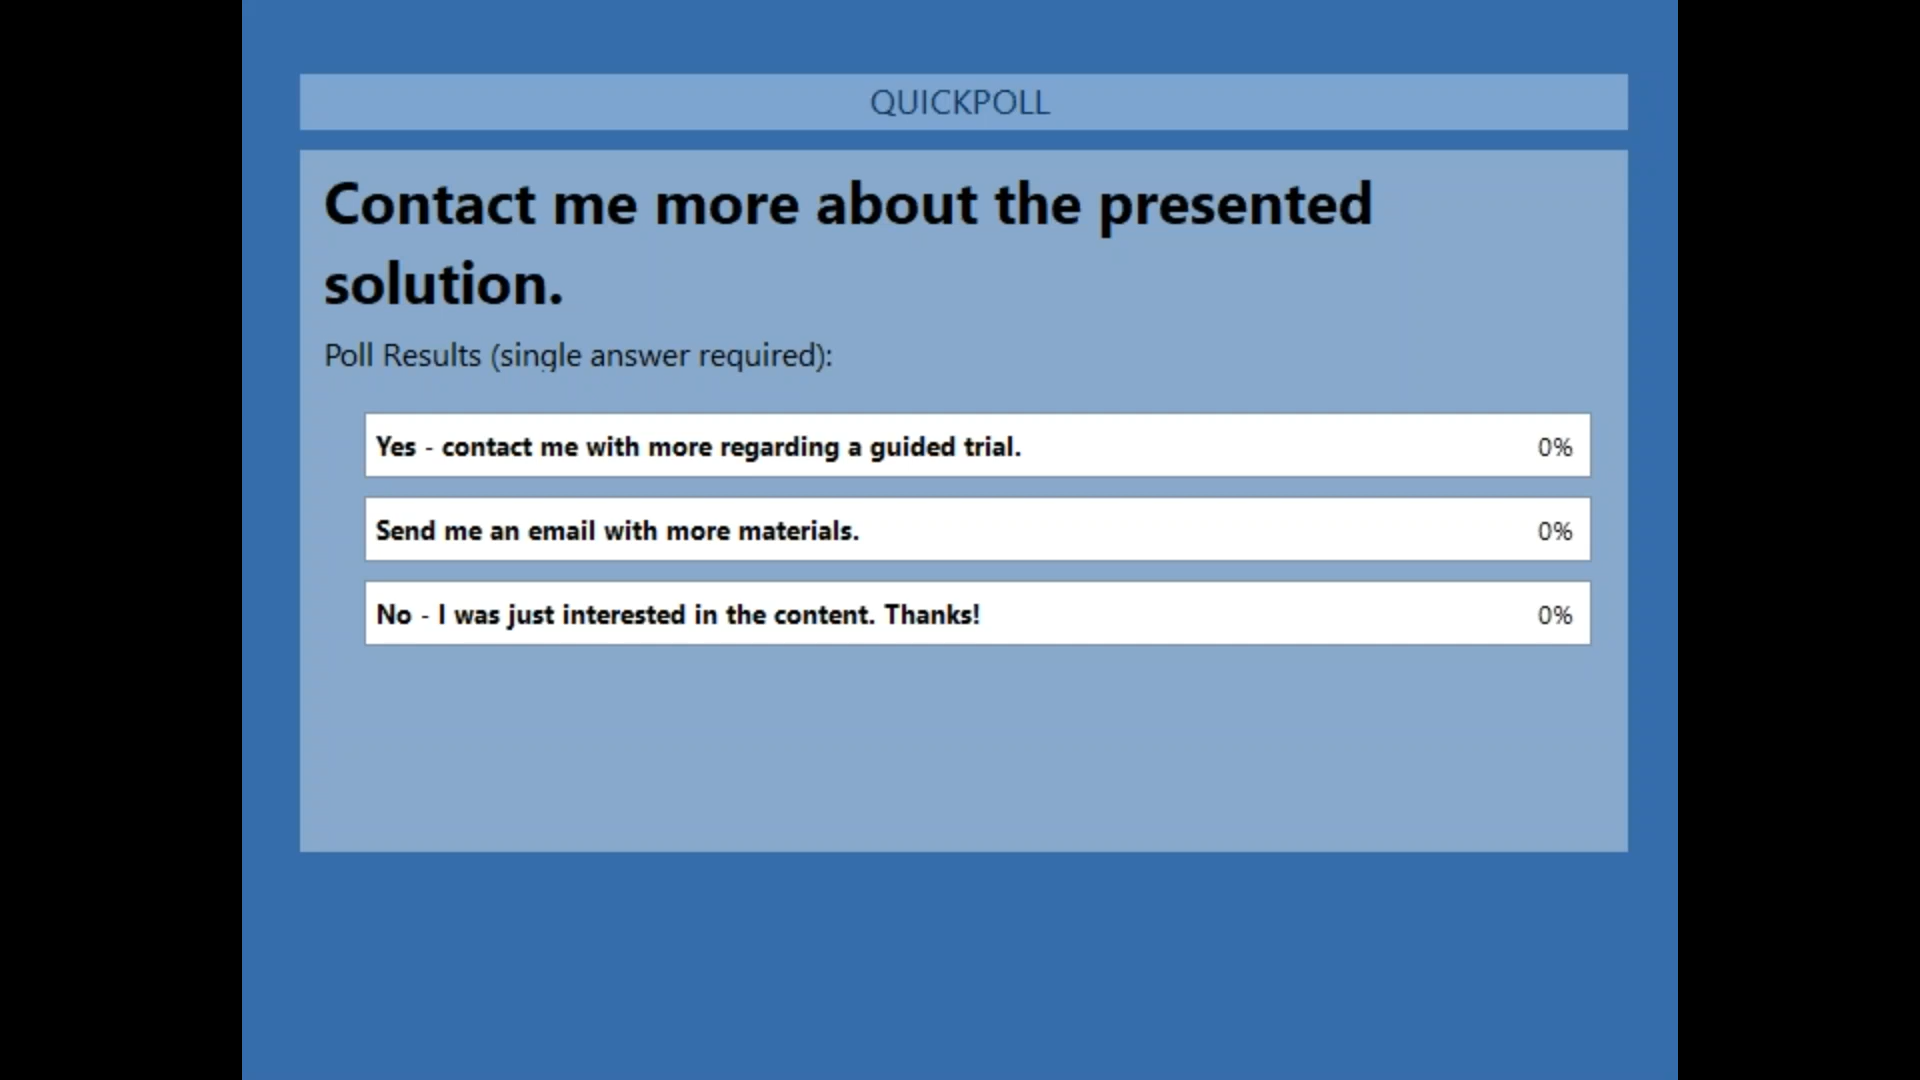 QUICKPOLL
Contact me more about the presented
solution.
Poll Results (single answer required):
Yes - contact me with more regarding a guided trial. 0%
Send me an email with more materials. 0%
No - I was just interested in the content. Thanks! 0%